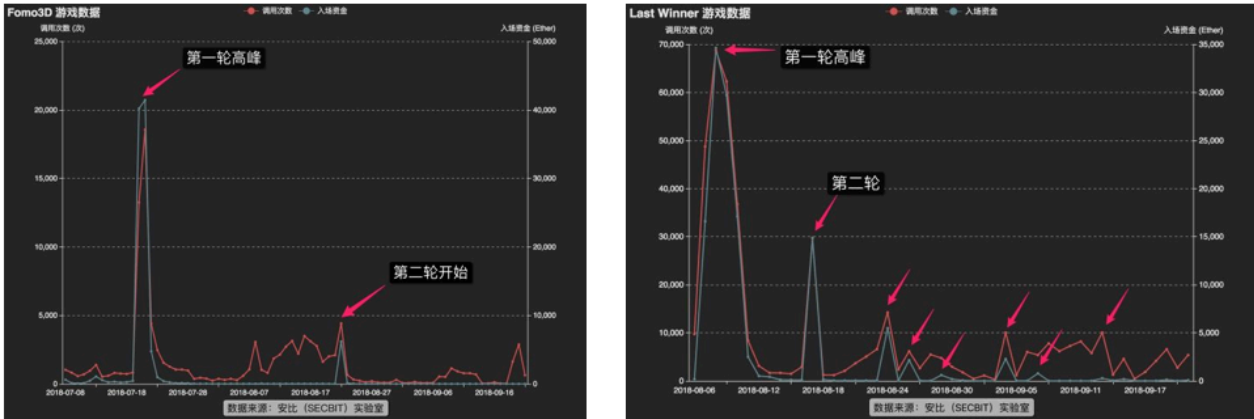 Fomo3D 游戏数据
调用次数 入场资金
调用次数 (次) 入场资金 (Ether)
25,000 50,000
第一轮高峰
20,000 40,000
15,000 30,000
10,000 20,000
第二轮开始
5,000 10,000
0 0
2018-07-08 2018-07-18 2018-07-28 2018-08-07 2018-08-17 2018-08-27 2018-09-06 2018-09-16
数据来源：安比（SECBIT）实验室
Last Winner 游戏数据
调用次数 入场资金
调用次数 (次) 入场资金 (Ether)
70,000 35,000
第一轮高峰
60,000 30,000
50,000 25,000
40,000 20,000
第二轮
30,000 15,000
20,000 10,000
10,000 5,000
0 0
2018-08-06 2018-08-12 2018-08-18 2018-08-24 2018-08-30 2018-09-05 2018-09-11 2018-09-17
数据来源：安比（SECBIT）实验室